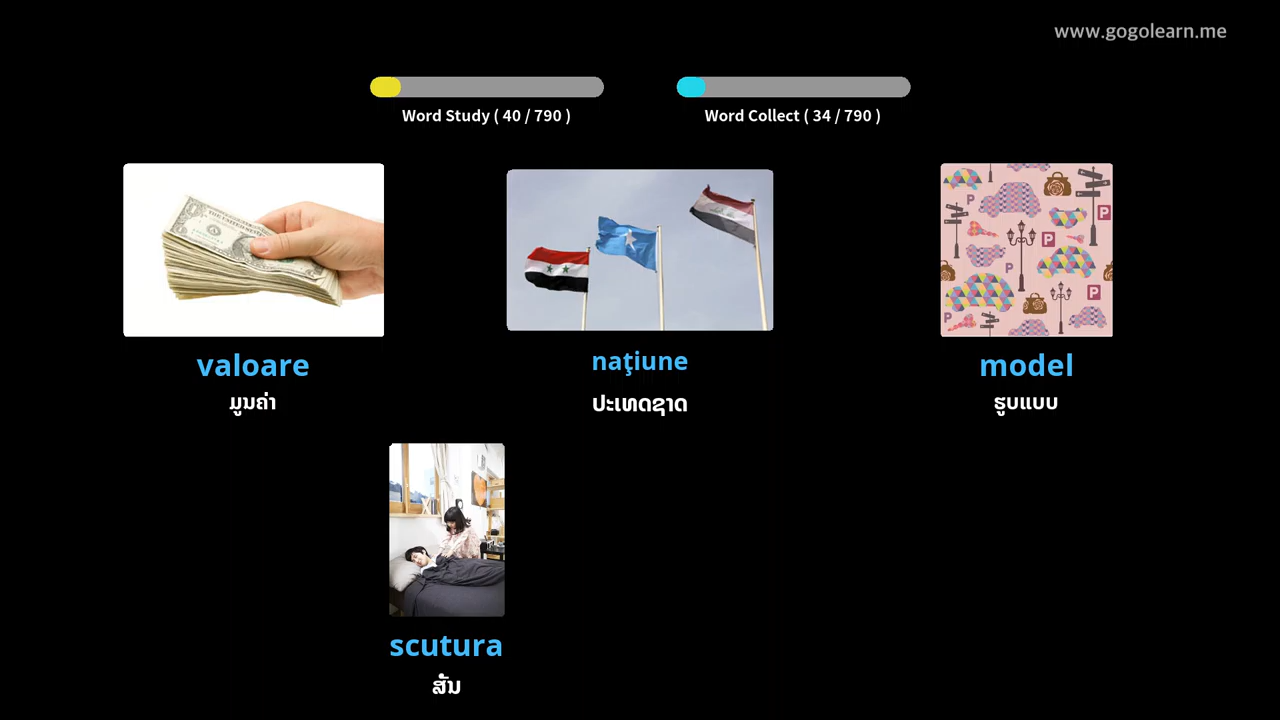 www.gogolearn.me
Word Study ( 40 / 790 )
Word Collect ( 34 / 790 )
valoare
naţiune
model
ມູນຄ່າ
ປະເທດຊາດ
ຮູບແບບ
scutura
ສັ່ນ